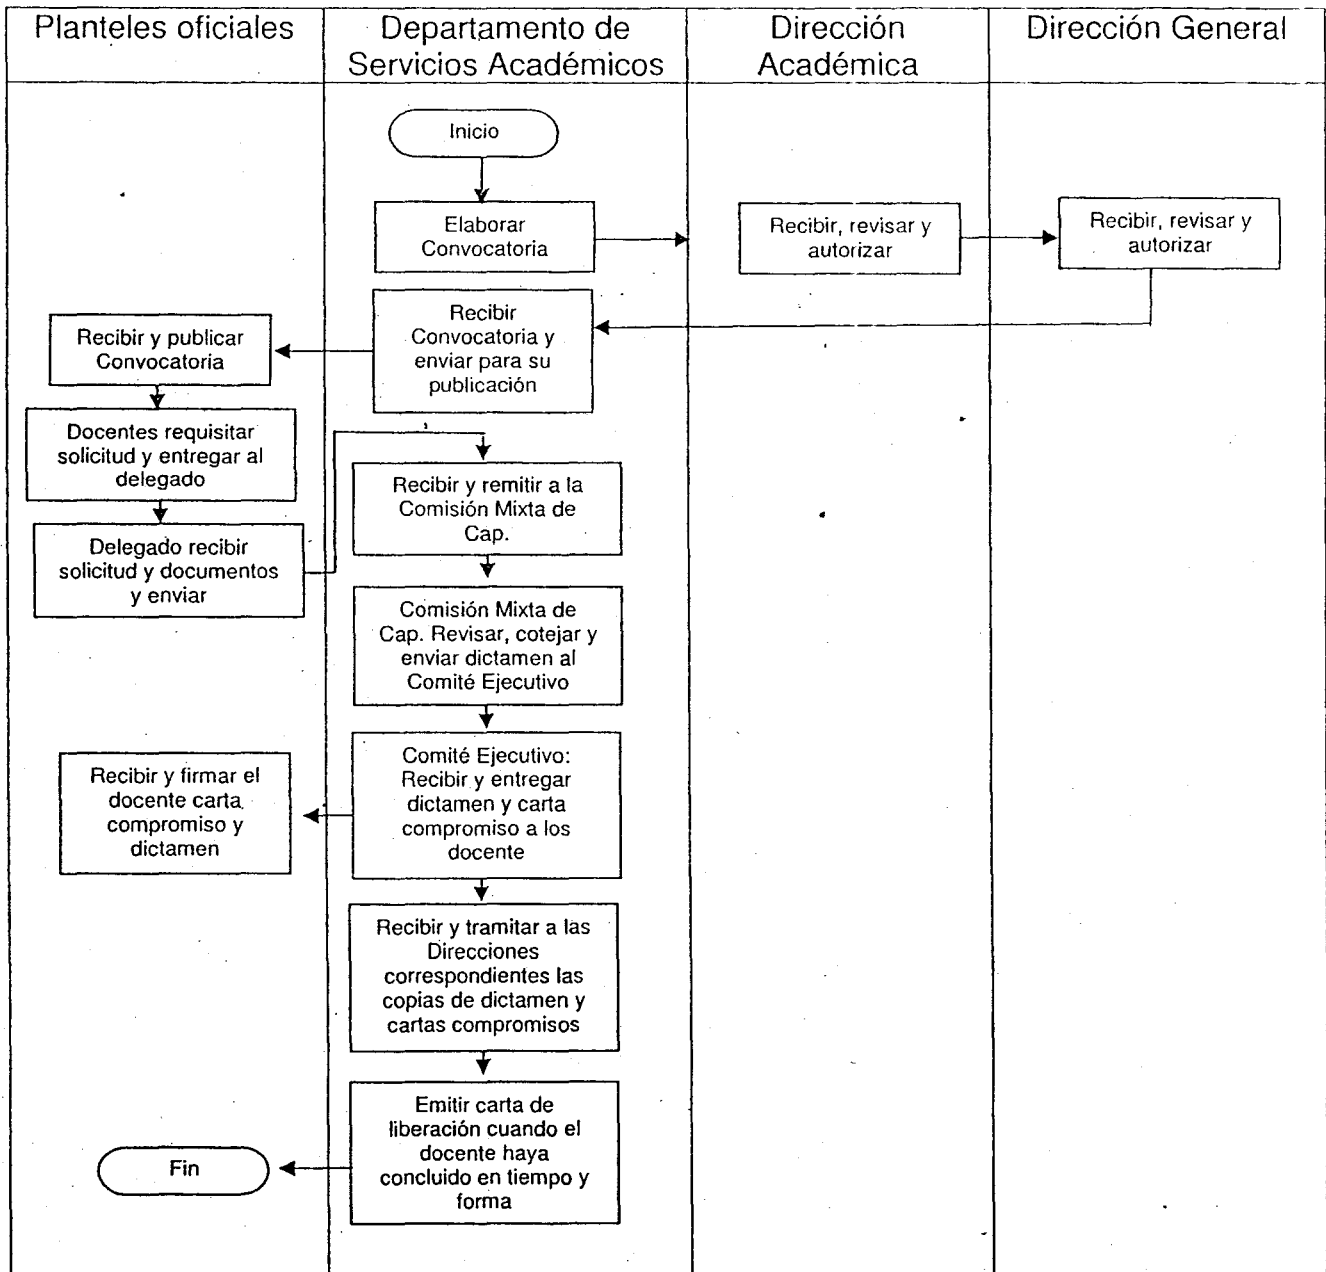 Planteles oficiales
Departamento de
Servicios Académicos
Dirección
Académica
Dirección General
Inicio
Elaborar
Convocatoria
Recibir, revisar y
autorizar
Recibir, revisar y
autorizar
Recibir
Convocatoria y
enviar para su
publicación
Recibir y publicar
Convocatoria
Docentes requisitar
solicitud y entregar al
delegado
Delegado recibir
solicitud y documentos
y enviar
Recibir y remitir a la
Comisión Mixta de
Cap.
Comisión Mixta de
Cap. Revisar, cotejar y
enviar dictamen al
Comité Ejecutivo
Comité Ejecutivo:
Recibir y entregar
dictamen y carta
compromiso a los
docente
Recibir y firmar el
docente carta
compromiso y
dictamen
Recibir y tramitar a las
Direcciones
correspondientes las
copias de dictamen y
cartas compromisos
Emitir carta de
liberación cuando el
docente haya
concluido en tiempo y
forma
Fin